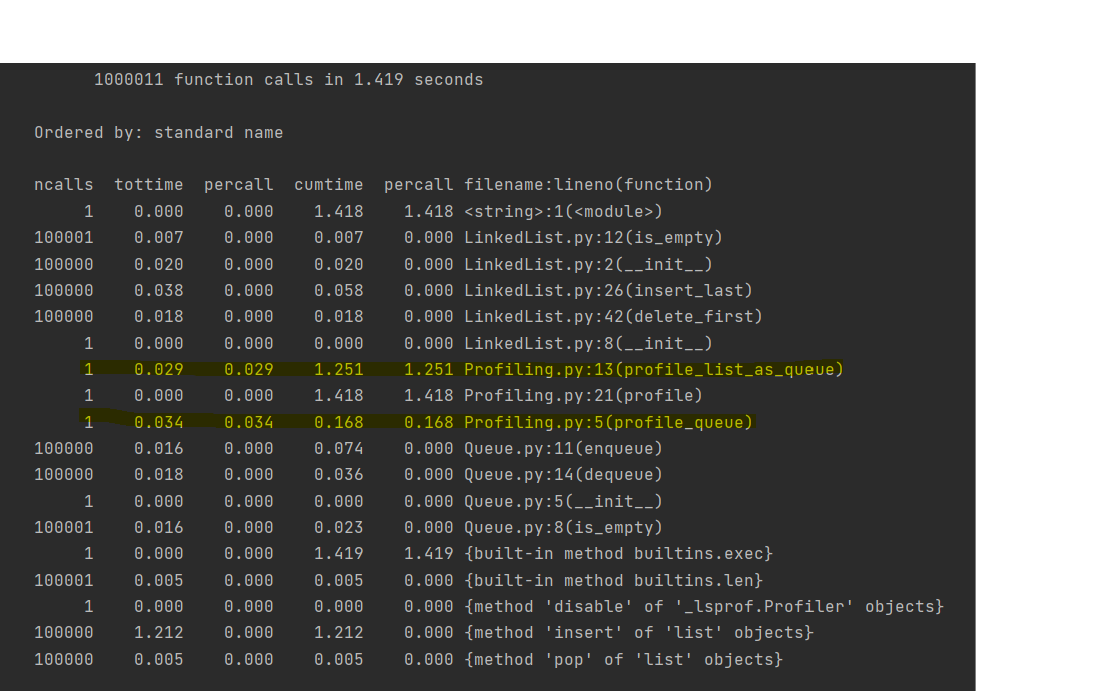 1000011 function calls in 1.419 seconds
Ordered by: standard name
ncalls  tottime  percall  cumtime  percall filename:lineno(function)
1    0.000    0.000    1.418    1.418 <string>:1(<module>)
100001    0.007    0.000    0.007    0.000 LinkedList.py:12(is_empty)
100000    0.020    0.000    0.020    0.000 LinkedList.py:2(__init__)
100000    0.038    0.000    0.058    0.000 LinkedList.py:26(insert_last)
100000    0.018    0.000    0.018    0.000 LinkedList.py:42(delete_first)
1    0.000    0.000    0.000    0.000 LinkedList.py:8(__init__)
1    0.029    0.029    1.251    1.251 Profiling.py:13(profile_list_as_queue)
1    0.000    0.000    1.418    1.418 Profiling.py:21(profile)
1    0.034    0.034    0.168    0.168 Profiling.py:5(profile_queue)
100000    0.016    0.000    0.074    0.000 Queue.py:11(enqueue)
100000    0.018    0.000    0.036    0.000 Queue.py:14(dequeue)
1    0.000    0.000    0.000    0.000 Queue.py:5(__init__)
100001    0.016    0.000    0.023    0.000 Queue.py:8(is_empty)
1    0.000    0.000    1.419    1.419 {built-in method builtins.exec}
100001    0.005    0.000    0.005    0.000 {built-in method builtins.len}
1    0.000    0.000    0.000    0.000 {method 'disable' of '_lsprof.Profiler' objects}
100000    1.212    0.000    1.212    0.000 {method 'insert' of 'list' objects}
100000    0.005    0.000    0.005    0.000 {method 'pop' of 'list' objects}